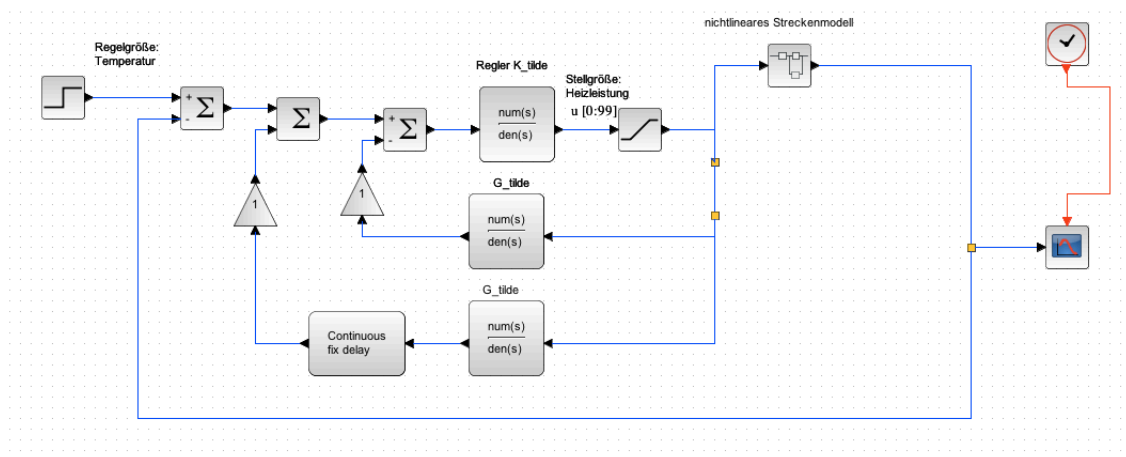 nichtlineares Streckenmodell
Regelgröße:
Temperatur
Regler K_tilde
Stellgröße:
Heizleistung
u [0:99]
+
-
Σ
Σ
+
-
Σ
num(s)
den(s)
1
1
G_tilde
num(s)
den(s)
G_tilde
num(s)
den(s)
Continuous
fix delay